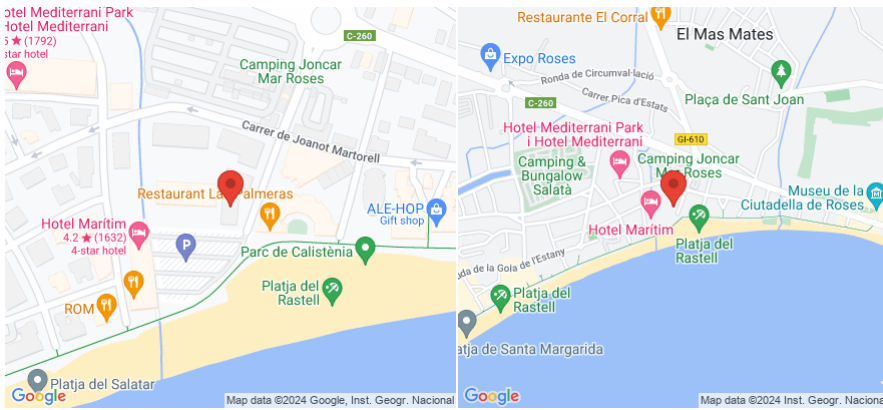 otel Mediterrani Park
Hotel Mediterrani
5 ★ (1792)
-star hotel
C-260
Camping Joncar
Mar Roses
Carrer de Joanot Martorell
Restaurant Las Palmeras
ALE-HOP
Gift shop
Hotel Marítim
4.2 ★ (1632)
4-star hotel
P
Parc de Calistènia
Platja del
Rastell
ROM
Platja del Salatar
Google
Map data ©2024 Google, Inst. Geogr. Nacional
Restaurante El Corral
El Mas Mates
Expo Roses
Ronda de Circumval·lació
Carrer Pica d'Estats
C-260
Plaça de Sant Joan
GI-610
Hotel Mediterrani Park
i Hotel Mediterrani
Camping &
Bungalow
Salatà
Camping Joncar
Mar Roses
Museu de la
Ciutadella de Roses
Hotel Marítim
Platja del
Rastell
uda de la Gola de l'Estany
Platja del
Rastell
atja de Santa Margarida
Google
Map data ©2024 Google, Inst. Geogr. Nacional